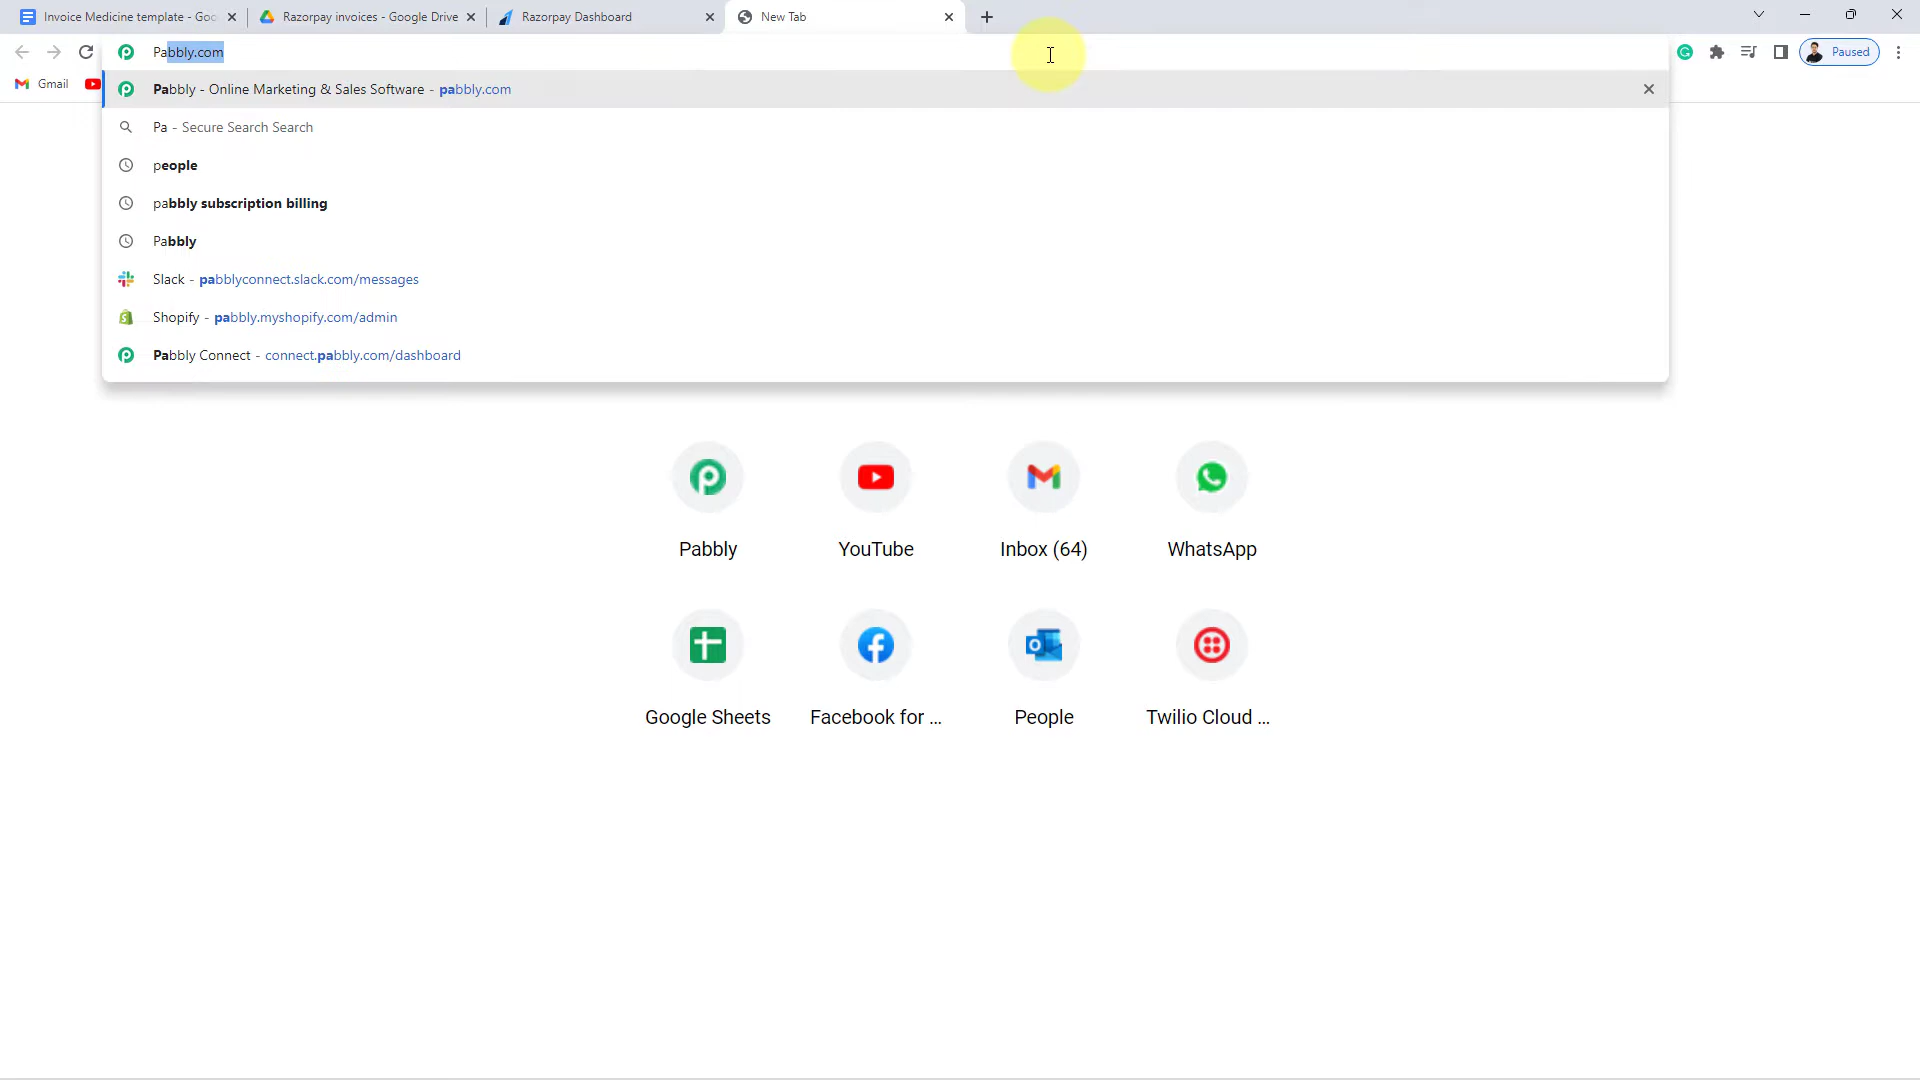 Invoice Medicine template - Goo
Razorpay invoices - Google Drive
Razorpay Dashboard
New Tab
Pabbly.com
Paused
Gmail
Pabbly - Online Marketing & Sales Software - pabbly.com
Pa - Secure Search Search
people
pabbly subscription billing
Pabbly
Slack - pabblyconnect.slack.com/messages
Shopify - pabbly.myshopify.com/admin
Pabbly Connect - connect.pabbly.com/dashboard
Pabbly
YouTube
Inbox (64)
WhatsApp
Google Sheets
Facebook for ...
People
Twilio Cloud ...